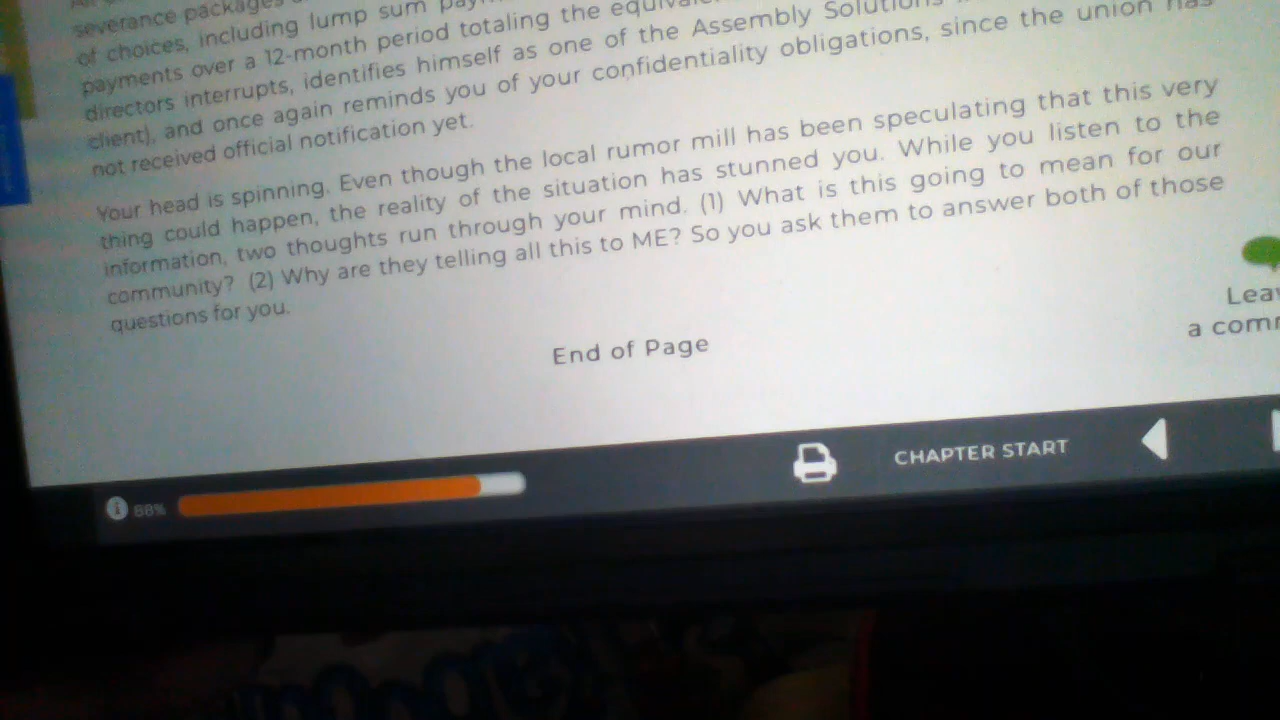 severance packages
of choices, including lump sum
payments over a 12-month period totaling the
directors interrupts, identifies himself as one of the Assembly Solutions
client), and once again reminds you of your confidentiality obligations, since the union has
not received official notification yet.
Your head is spinning. Even though the local rumor mill has been speculating that this very
thing could happen, the reality of the situation has stunned you. While you listen to the
information, two thoughts run through your mind. (1) What is this going to mean for our
community? (2) Why are they telling all this to ME? So you ask them to answer both of those
questions for you.
End of Page
a
88%
CHAPTER START